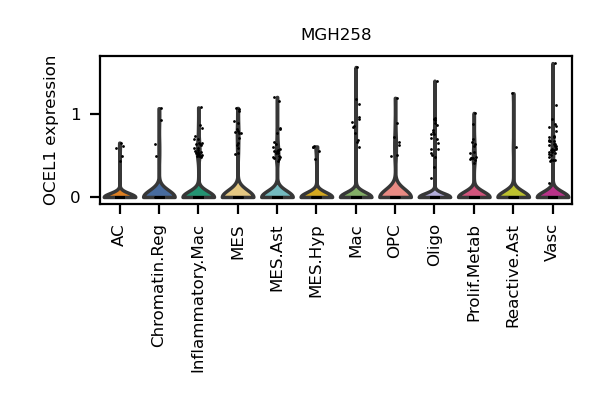 MGH258
OCEL1 expression
1
0
AC
Chromatin.Reg
Inflammatory.Mac
MES
MES.Ast
MES.Hyp
Mac
OPC
Oligo
Prolif.Metab
Reactive.Ast
Vasc